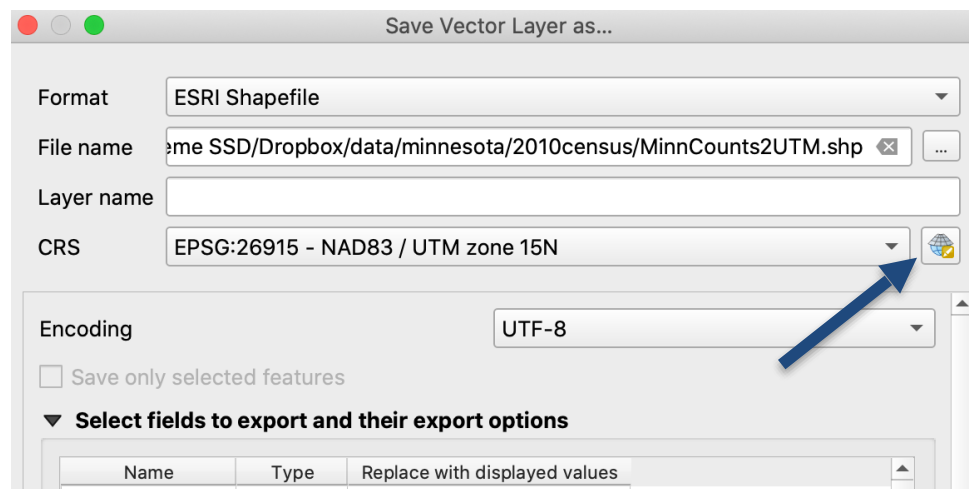 Save Vector Layer as...
Format ESRI Shapefile
File name eme SSD/Dropbox/data/minnesota/2010census/MinnCounts2UTM.shp ...
Layer name
CRS EPSG:26915 - NAD83 / UTM zone 15N
Encoding UTF-8
Save only selected features
Select fields to export and their export options
Name Type Replace with displayed values